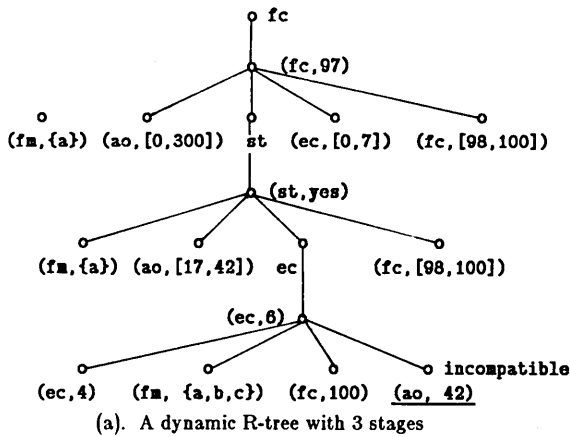 fc
(fc,97)
(fm,{a}) (ao,[0,300]) st (ec,[0,7]) (fc,[98,100])
(st,yes)
(fm,{a}) (ao,[17,42]) ec (fc,[98,100])
(ec,6)
incompatible
(ec,4) (fm, {a,b,c}) (fc,100) (ao, 42)
(a). A dynamic R-tree with 3 stages